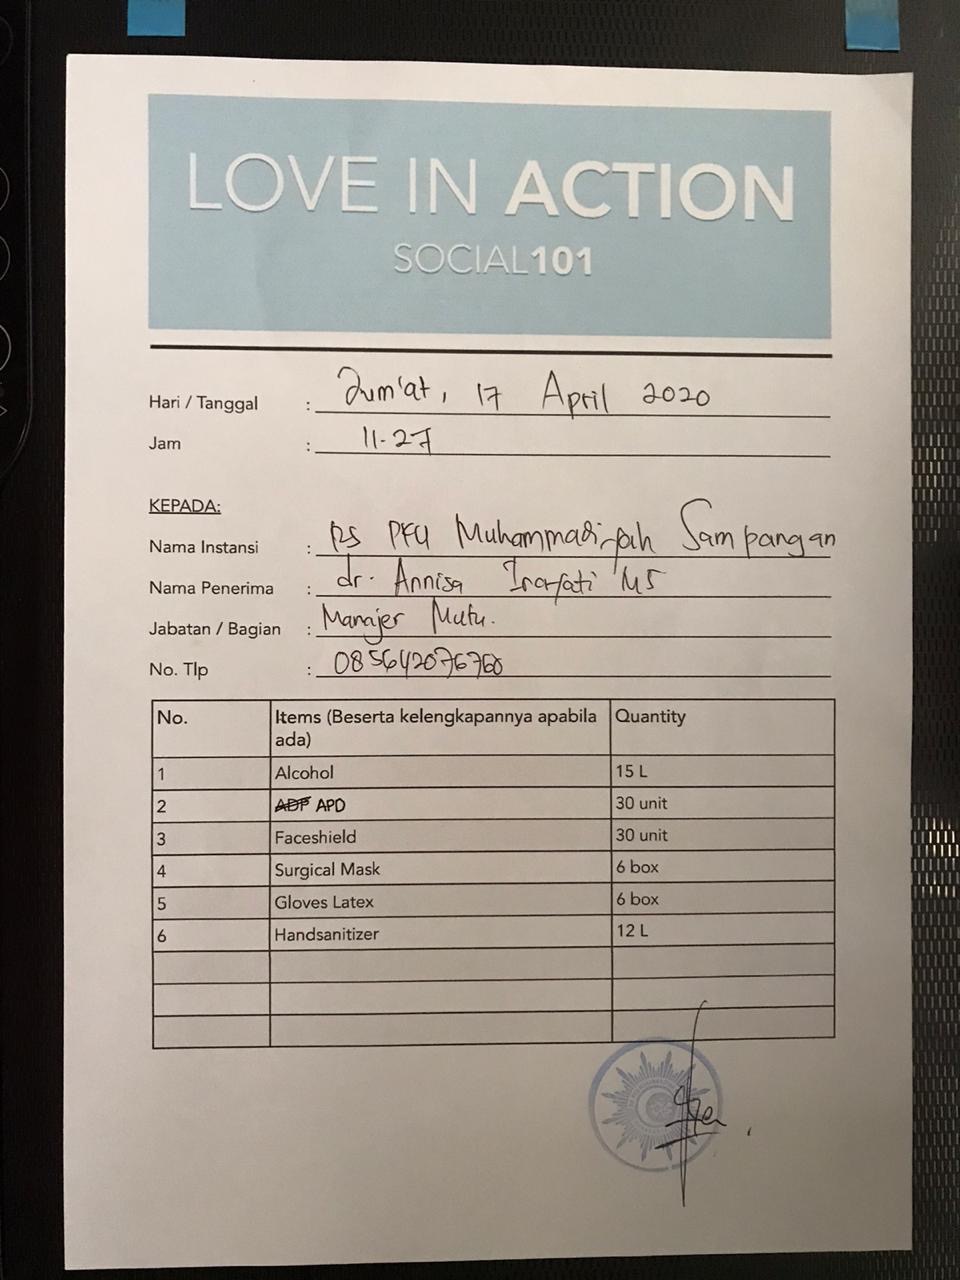 LOVE IN ACTION
SOCIAL101
Hari / Tanggal : Jum'at, 17 April 2020
Jam : 11-27
KEPADA:
Nama Instansi : RS PKU Muhammadiyah Sampangan
Nama Penerima : dr. Annisa
Jabatan / Bagian : Manajer Mutu.
No. Tlp : 085642076760
No. Items (Beserta kelengkapannya apabila ada) Quantity
1 Alcohol 15 L
2 ADP APD 30 unit
3 Faceshield 30 unit
4 Surgical Mask 6 box
5 Gloves Latex 6 box
6 Handsanitizer 12 L